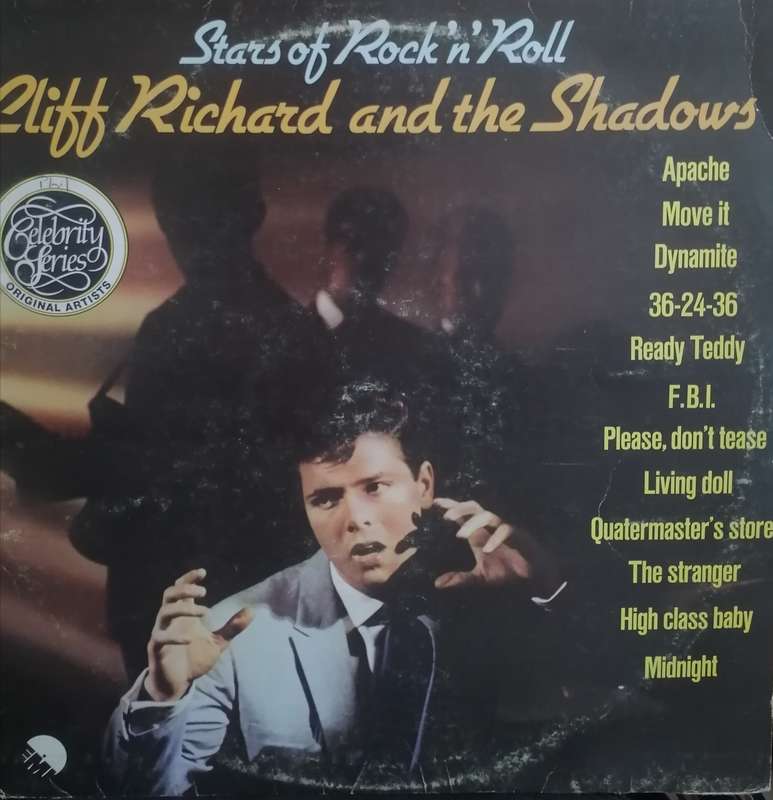 Stars of Rock 'n' Roll
Cliff Richard and the Shadows
Celebrity
Series
ORIGINAL ARTISTS
Apache
Move it
Dynamite
36-24-36
Ready Teddy
F.B.I.
Please, don't tease
Living doll
Quatermaster's store
The stranger
High class baby
Midnight
EMI